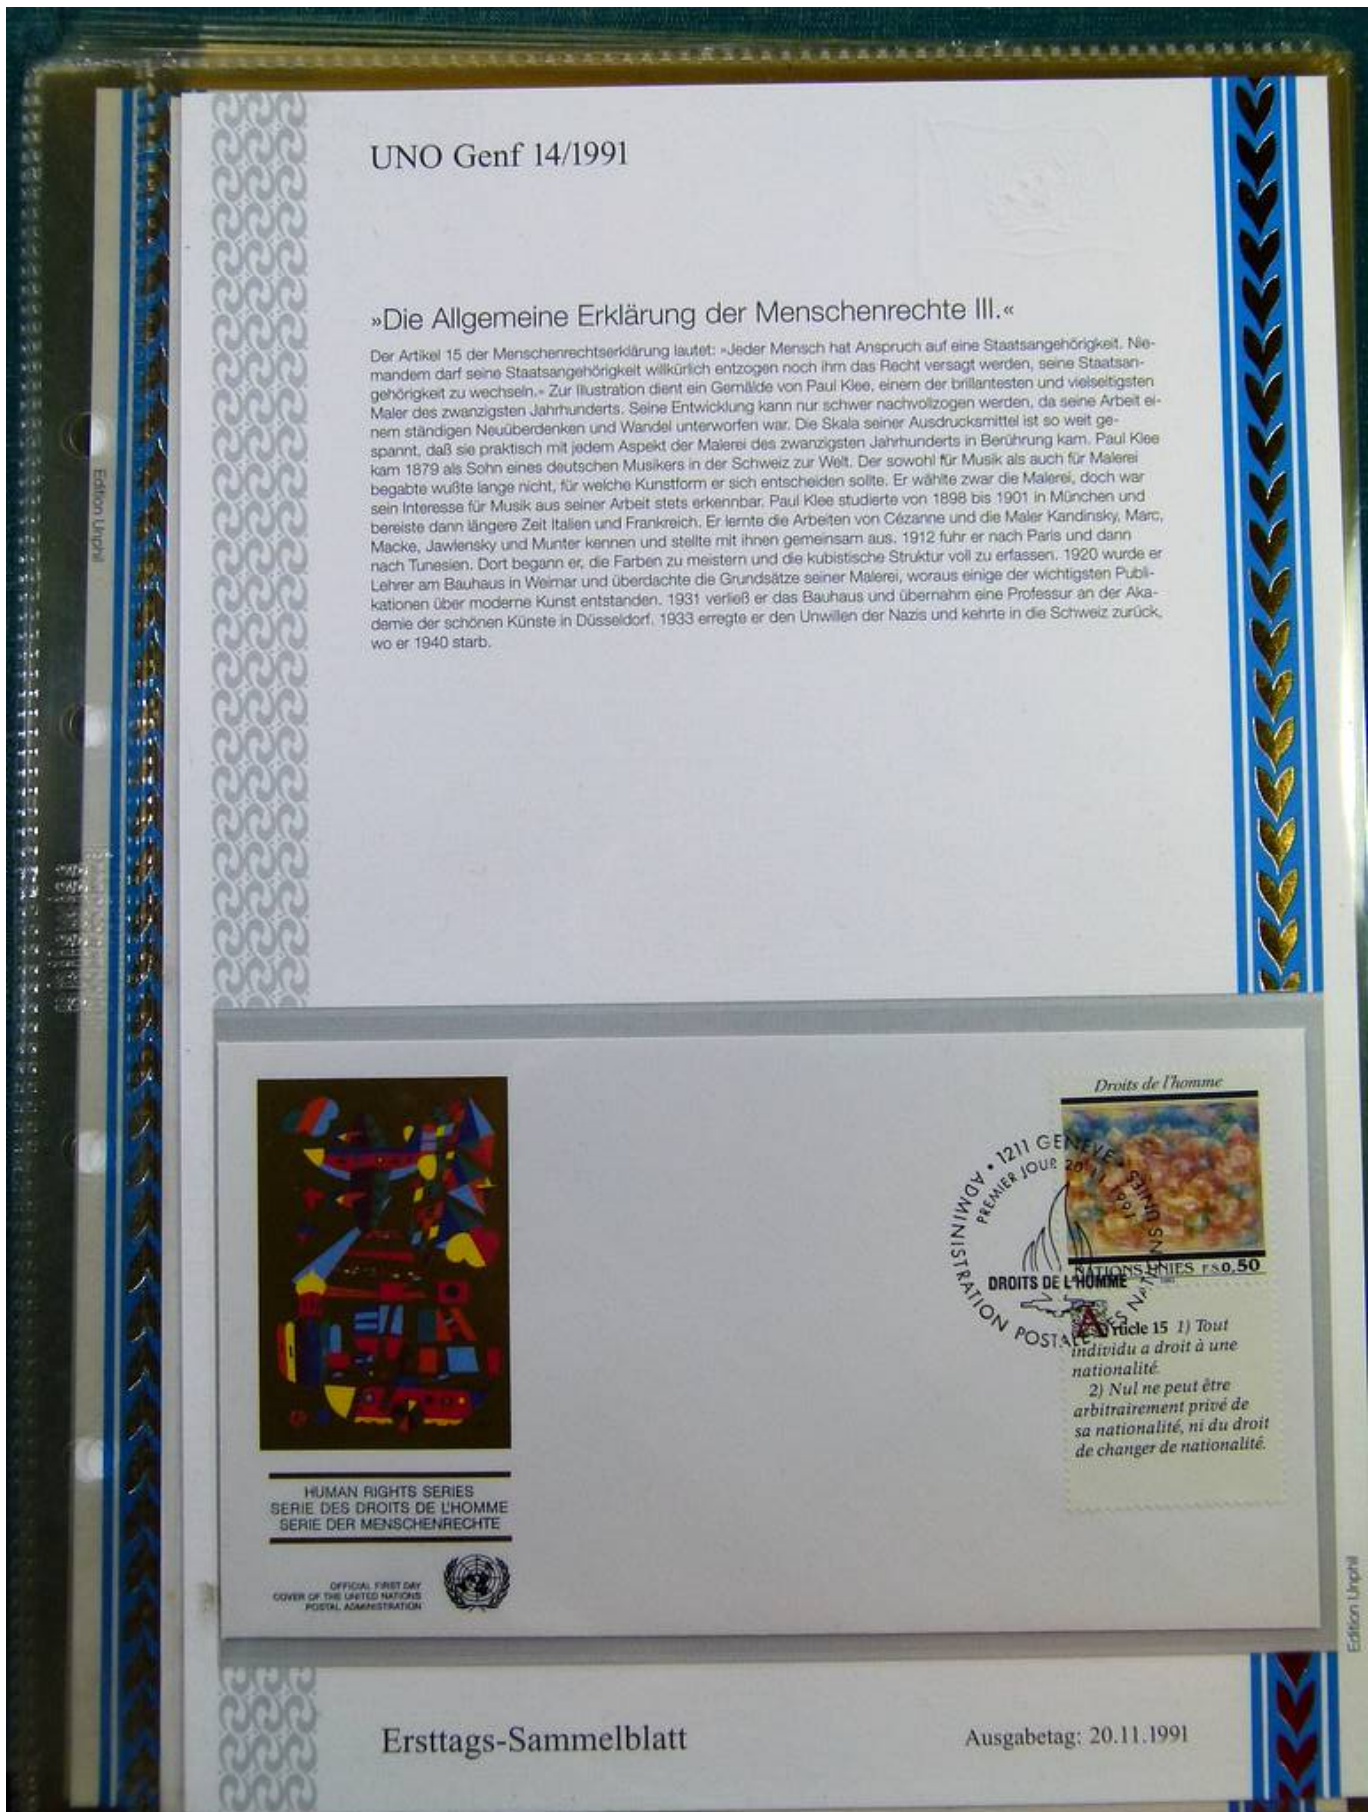 UNO Genf 14/1991
»Die Allgemeine Erklärung der Menschenrechte III.«
Der Artikel 15 der Menschenrechtserklärung lautet: »Jeder Mensch hat Anspruch auf eine Staatsangehörigkeit. Nie-
mandem darf seine Staatsangehörigkeit willkürlich entzogen noch ihm das Recht versagt werden, seine Staatsan-
gehörigkeit zu wechseln.« Zur Illustration dient ein Gemälde von Paul Klee, einem der brillantesten und vielseitigsten
Maler des zwanzigsten Jahrhunderts. Seine Entwicklung kann nur schwer nachvollzogen werden, da seine Arbeit ei-
nem ständigen Neuüberdenken und Wandel unterworfen war. Die Skala seiner Ausdrucksmittel ist so weit ge-
spannt, daß sie praktisch mit jedem Aspekt der Malerei des zwanzigsten Jahrhunderts in Berührung kam. Paul Klee
kam 1879 als Sohn eines deutschen Musikers in der Schweiz zur Welt. Der sowohl für Musik als auch für Malerei
begabte wußte lange nicht, für welche Kunstform er sich entscheiden sollte. Er wählte zwar die Malerei, doch war
sein Interesse für Musik aus seiner Arbeit stets erkennbar. Paul Klee studierte von 1898 bis 1901 in München und
bereiste dann längere Zeit Italien und Frankreich. Er lernte die Arbeiten von Cézanne und die Maler Kandinsky, Marc,
Macke, Jawlensky und Munter kennen und stellte mit ihnen gemeinsam aus. 1912 fuhr er nach Paris und dann
nach Tunesien. Dort begann er, die Farben zu meistern und die kubistische Struktur voll zu erfassen. 1920 wurde er
Lehrer am Bauhaus in Weimar und überdachte die Grundsätze seiner Malerei, woraus einige der wichtigsten Publi-
kationen über moderne Kunst entstanden. 1931 verließ er das Bauhaus und übernahm eine Professur an der Aka-
demie der schönen Künste in Düsseldorf. 1933 erregte er den Unwillen der Nazis und kehrte in die Schweiz zurück,
wo er 1940 starb.
Edition Unphil
Droits de l'homme
NATIONS UNIES F.S. 0,50
Article 15 1) Tout
individu a droit à une
nationalité.
2) Nul ne peut être
arbitrairement privé de
sa nationalité, ni du droit
de changer de nationalité.
ADMINISTRATION POSTALE DES NATIONS UNIES • 1211 GENÈVE •
PREMIER JOUR 20.11.1991
DROITS DE L'HOMME
HUMAN RIGHTS SERIES
SERIE DES DROITS DE L'HOMME
SERIE DER MENSCHENRECHTE
OFFICIAL FIRST DAY
COVER OF THE UNITED NATIONS
POSTAL ADMINISTRATION
Edition Unphil
Ersttags-Sammelblatt
Ausgabetag: 20.11.1991